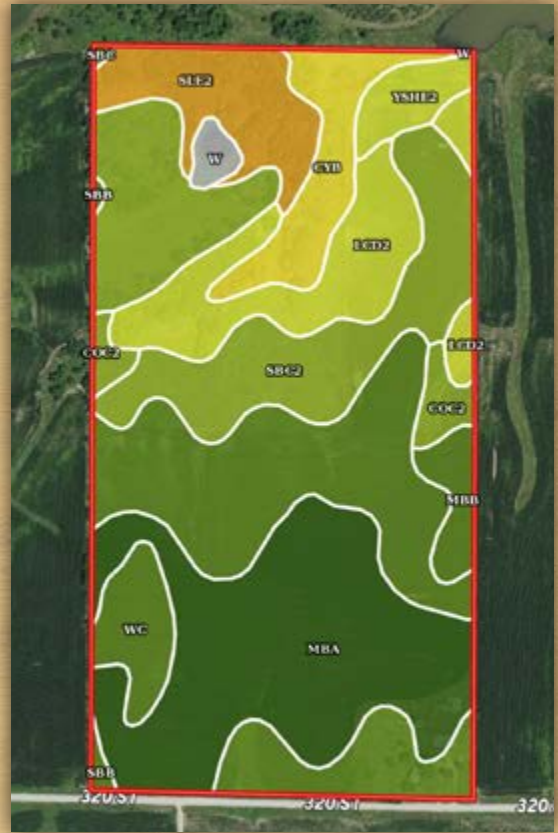 SBC W
SLE2
YSHE2
W
CYB
SBB
LCD2
COC2
LCD2
SBC2
COC2
MBB
WC
MBA
SBB
320 ST 320 ST 320